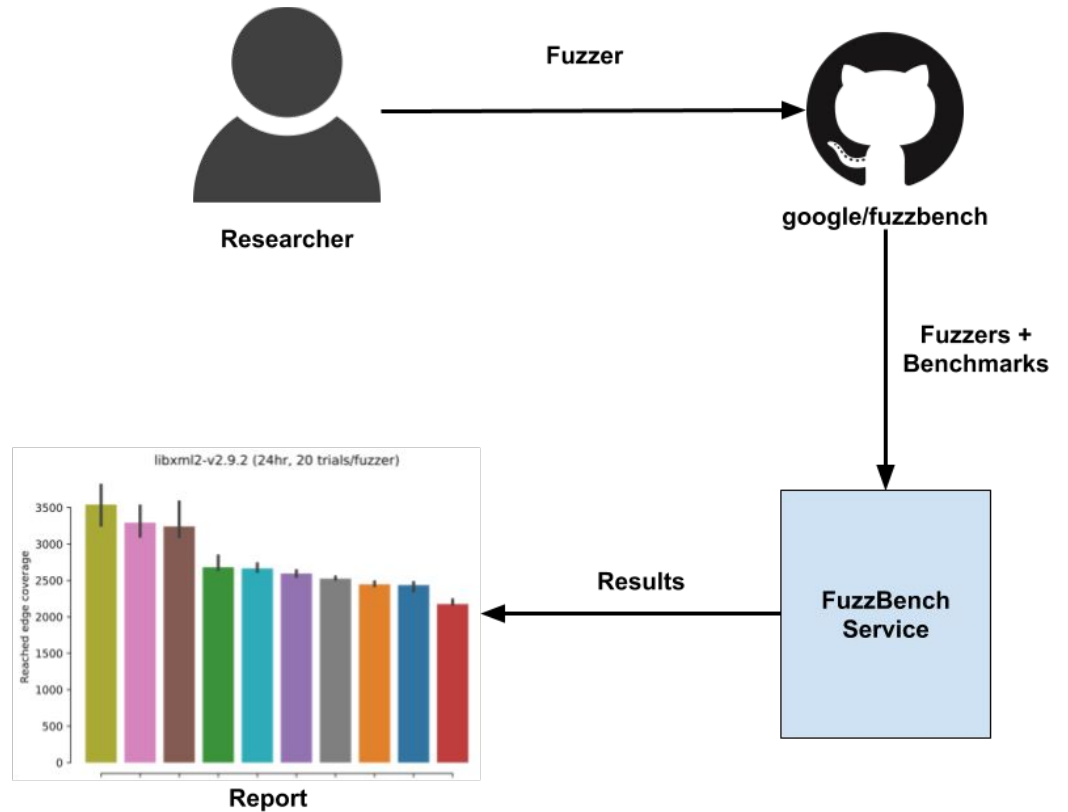 Fuzzer
Researcher
google/fuzzbench
Fuzzers +
Benchmarks
libxml2-v2.9.2 (24hr, 20 trials/fuzzer)
Reached edge coverage
3500
3000
2500
2000
1500
1000
500
0
Results
FuzzBench
Service
Report